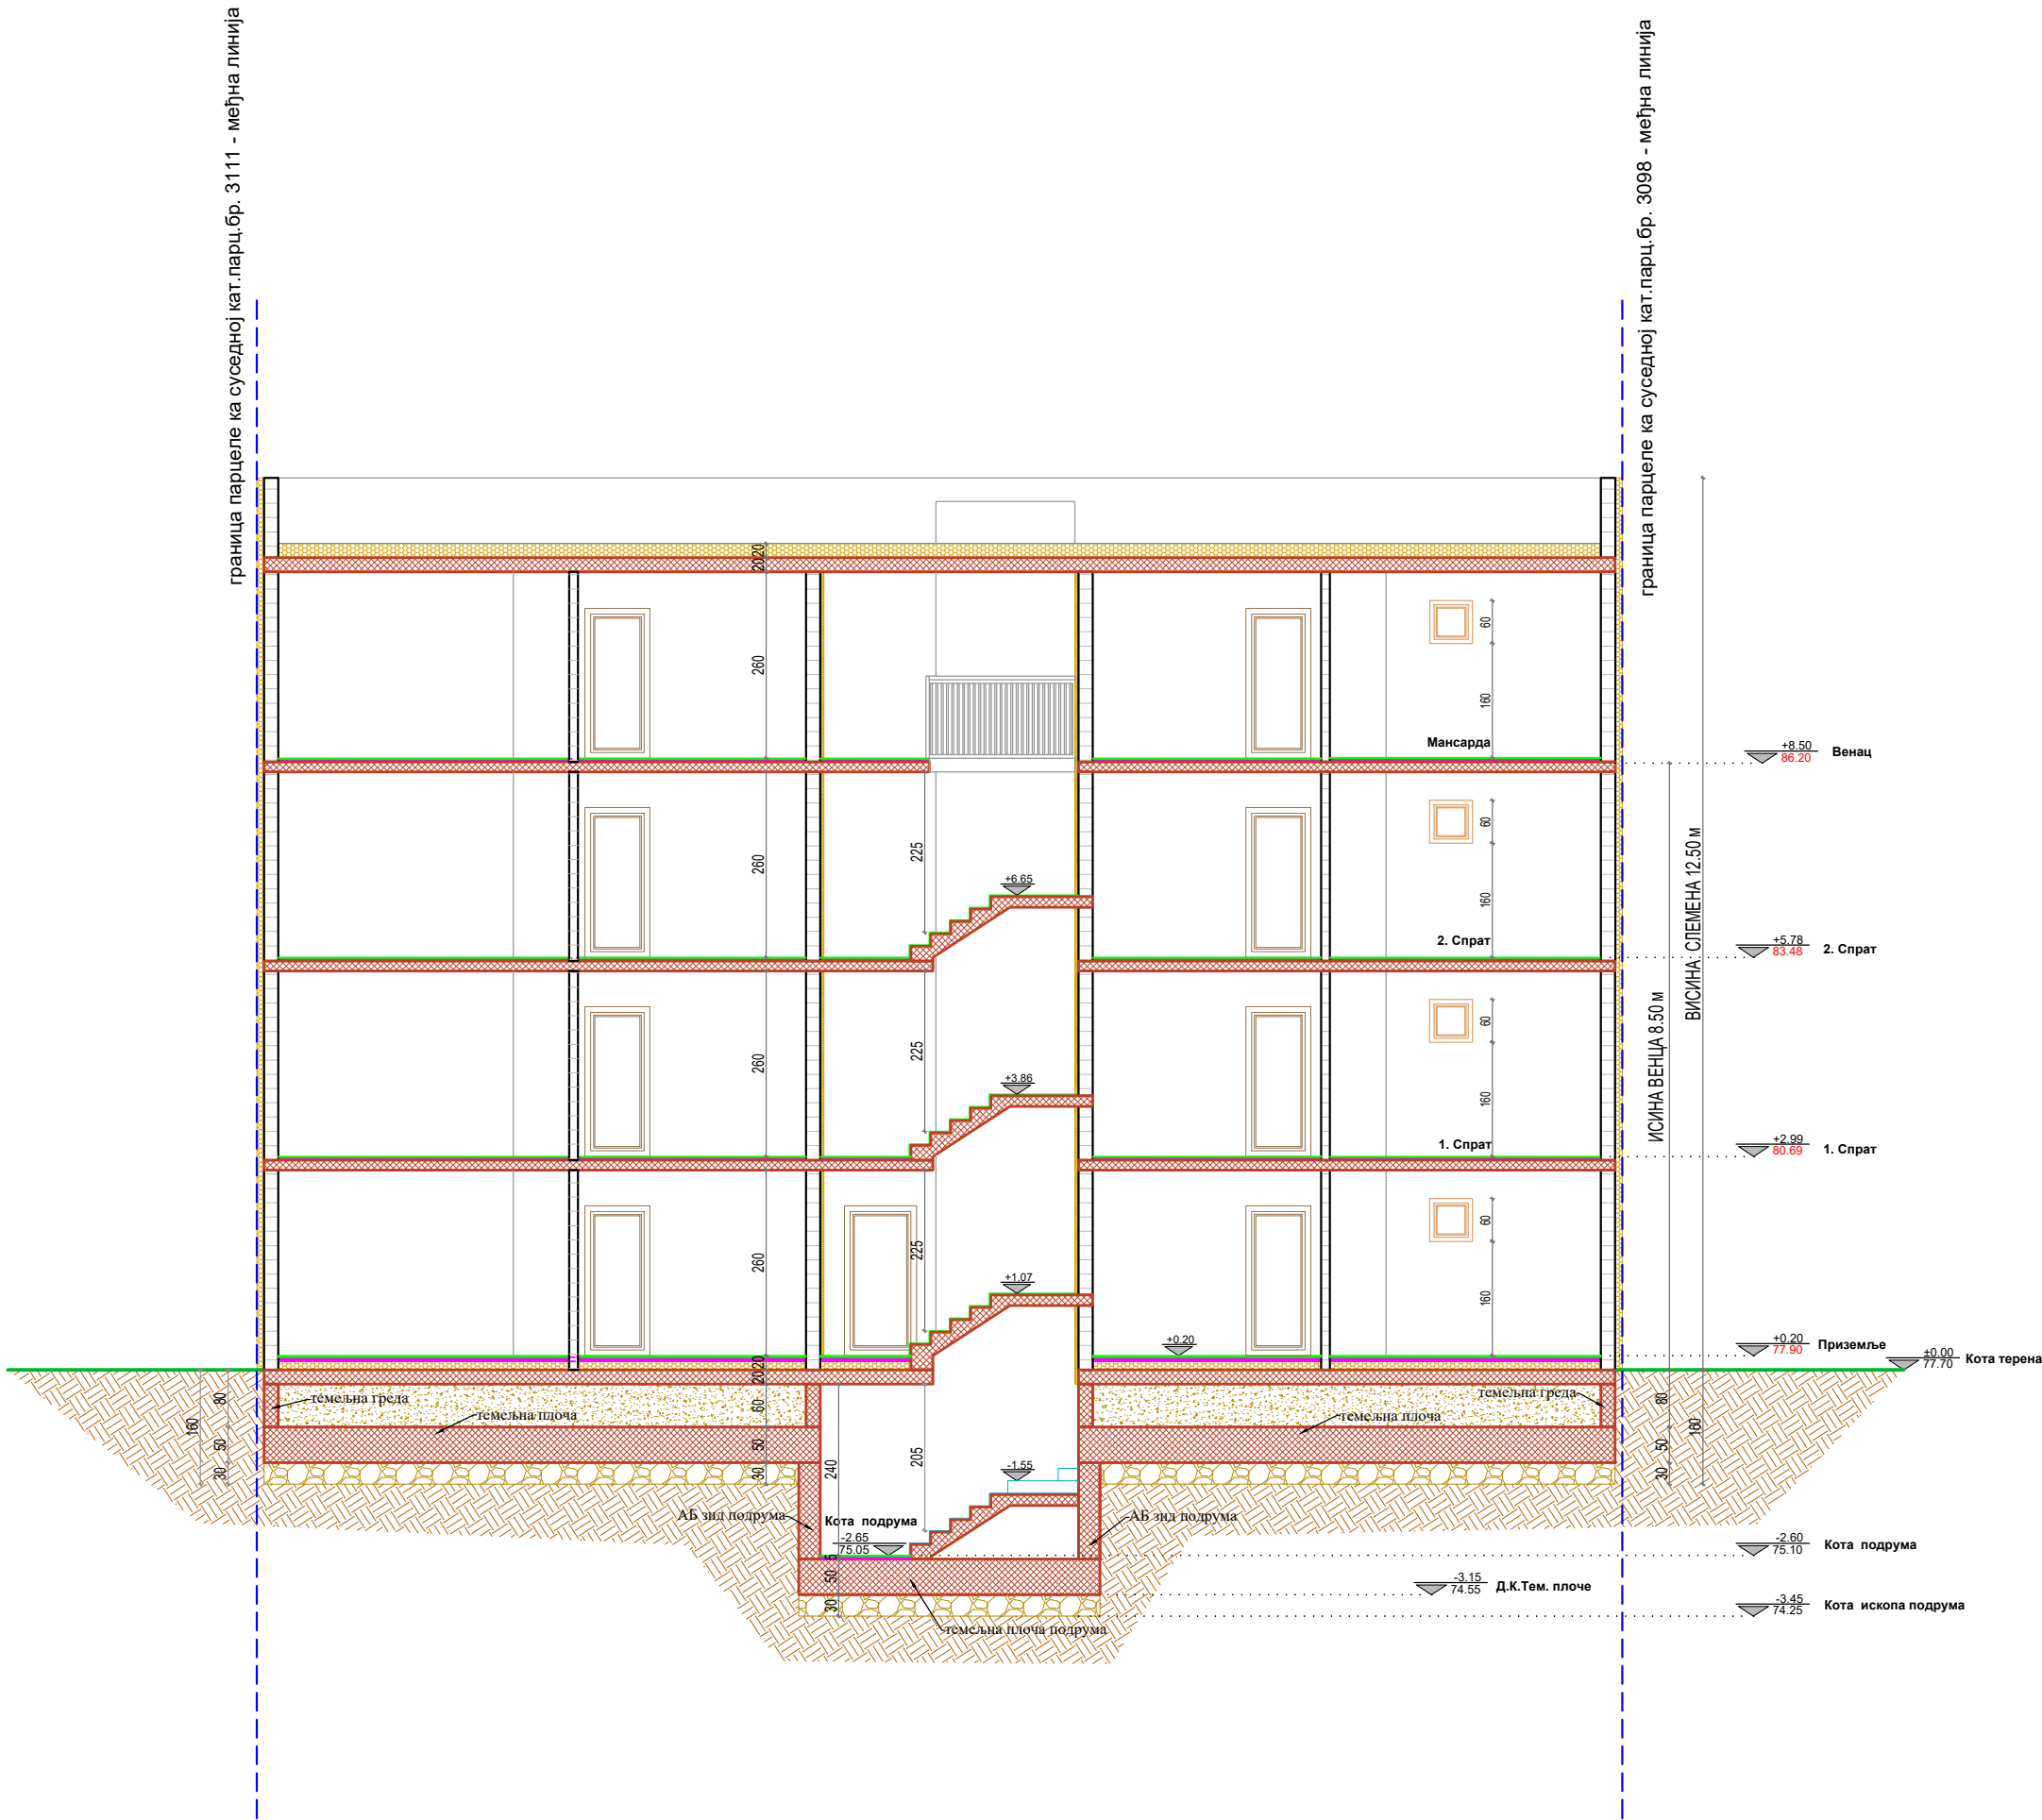 граница парцеле ка суседној кат.парц.бр. 3111 - међна линија
граница парцеле ка суседној кат.парц.бр. 3098 - међна линија
2020
260
60
160
Мансарда
+8.50
86.20
Венац
260
225
+6.65
60
160
2. Спрат
+5.78
83.48
2. Спрат
ИСИНА ВЕНЦА 8.50 м
ВИСИНА СЛЕМЕНА 12.50 м
260
225
+3.86
60
160
1. Спрат
+2.99
80.69
1. Спрат
260
225
+1.07
60
160
+0.20
+0.20
77.90
Приземље
±0.00
77.70
Кота терена
2020
160
80
50
30
темељна греда
темељна плоча
60
50
30
240
205
темељна греда
темељна плоча
80
50
30
160
-1.55
АБ зид подрума
Кота подрума
-2.65
75.05
АБ зид подрума
5
50
30
темељна плоча подрума
-2.60
75.10
Кота подрума
-3.15
74.55
Д.К.Тем. плоче
-3.45
74.25
Кота ископа подрума